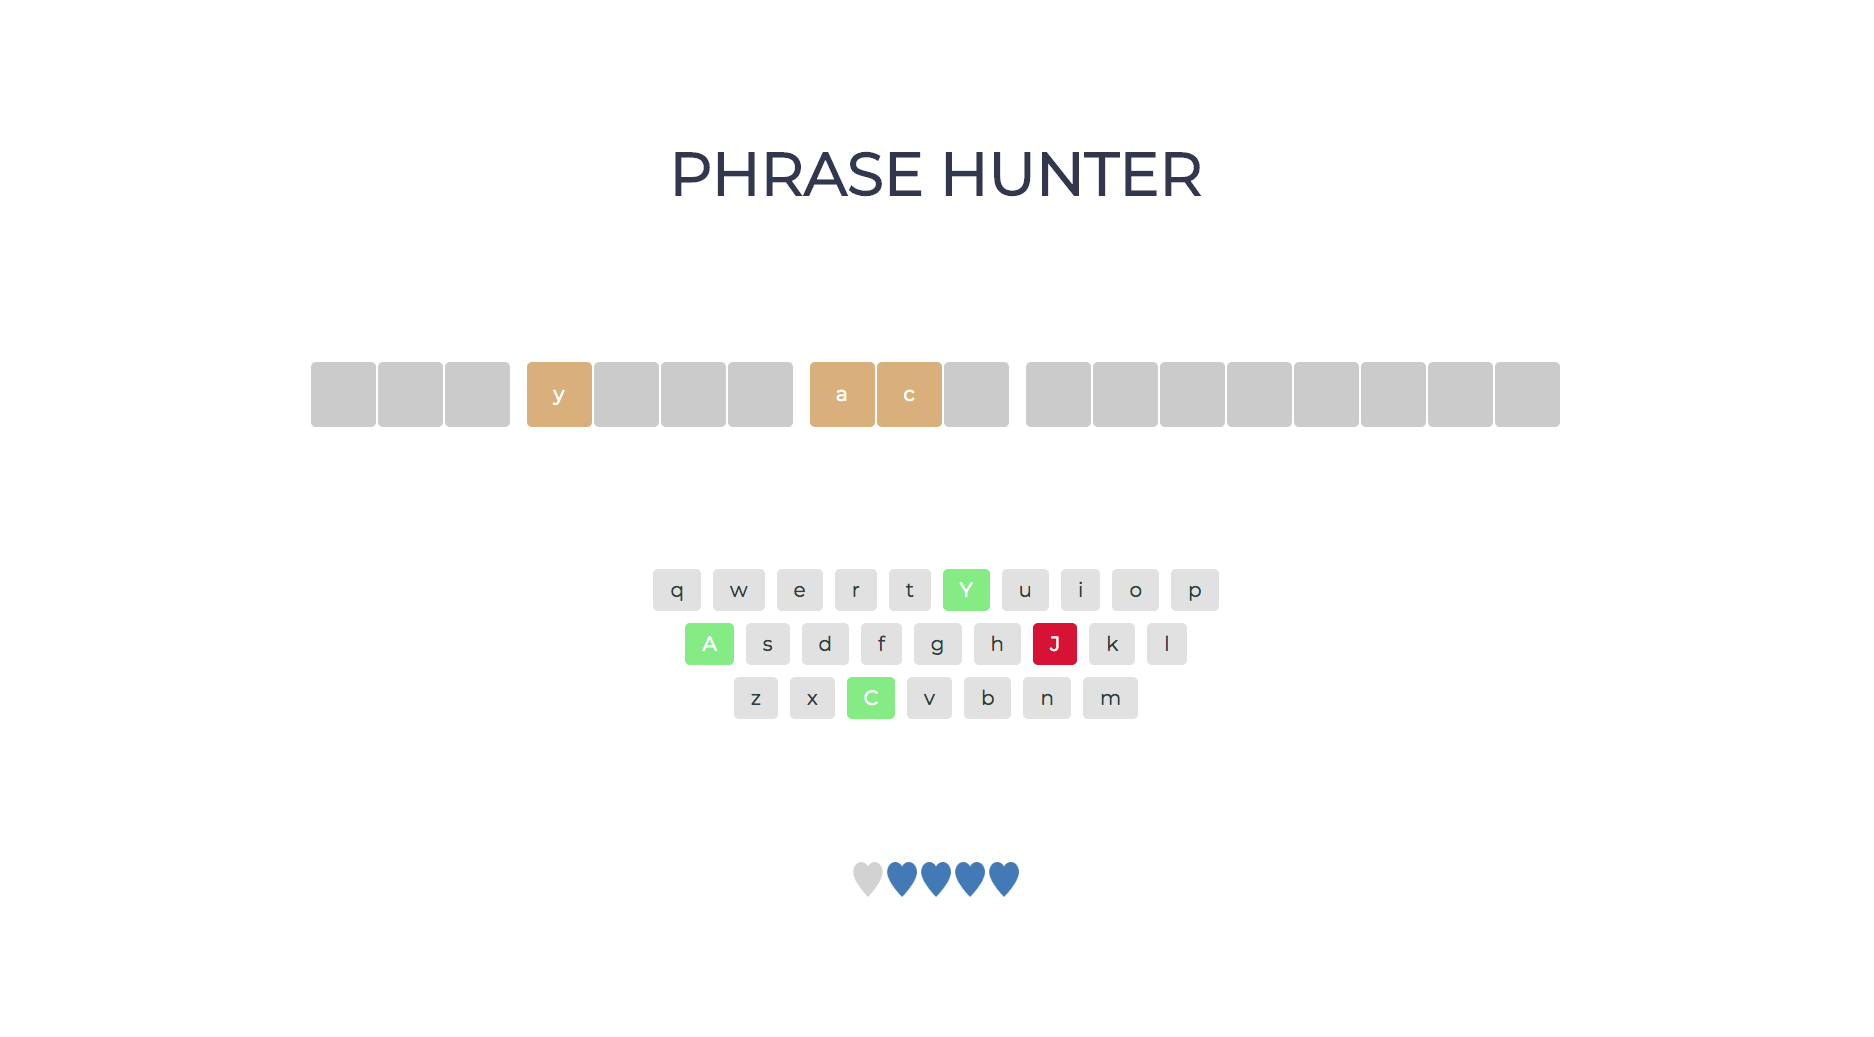 PHRASE HUNTER
y a c
q w e r t Y u i o p
A s d f g h J k l
z x C v b n m